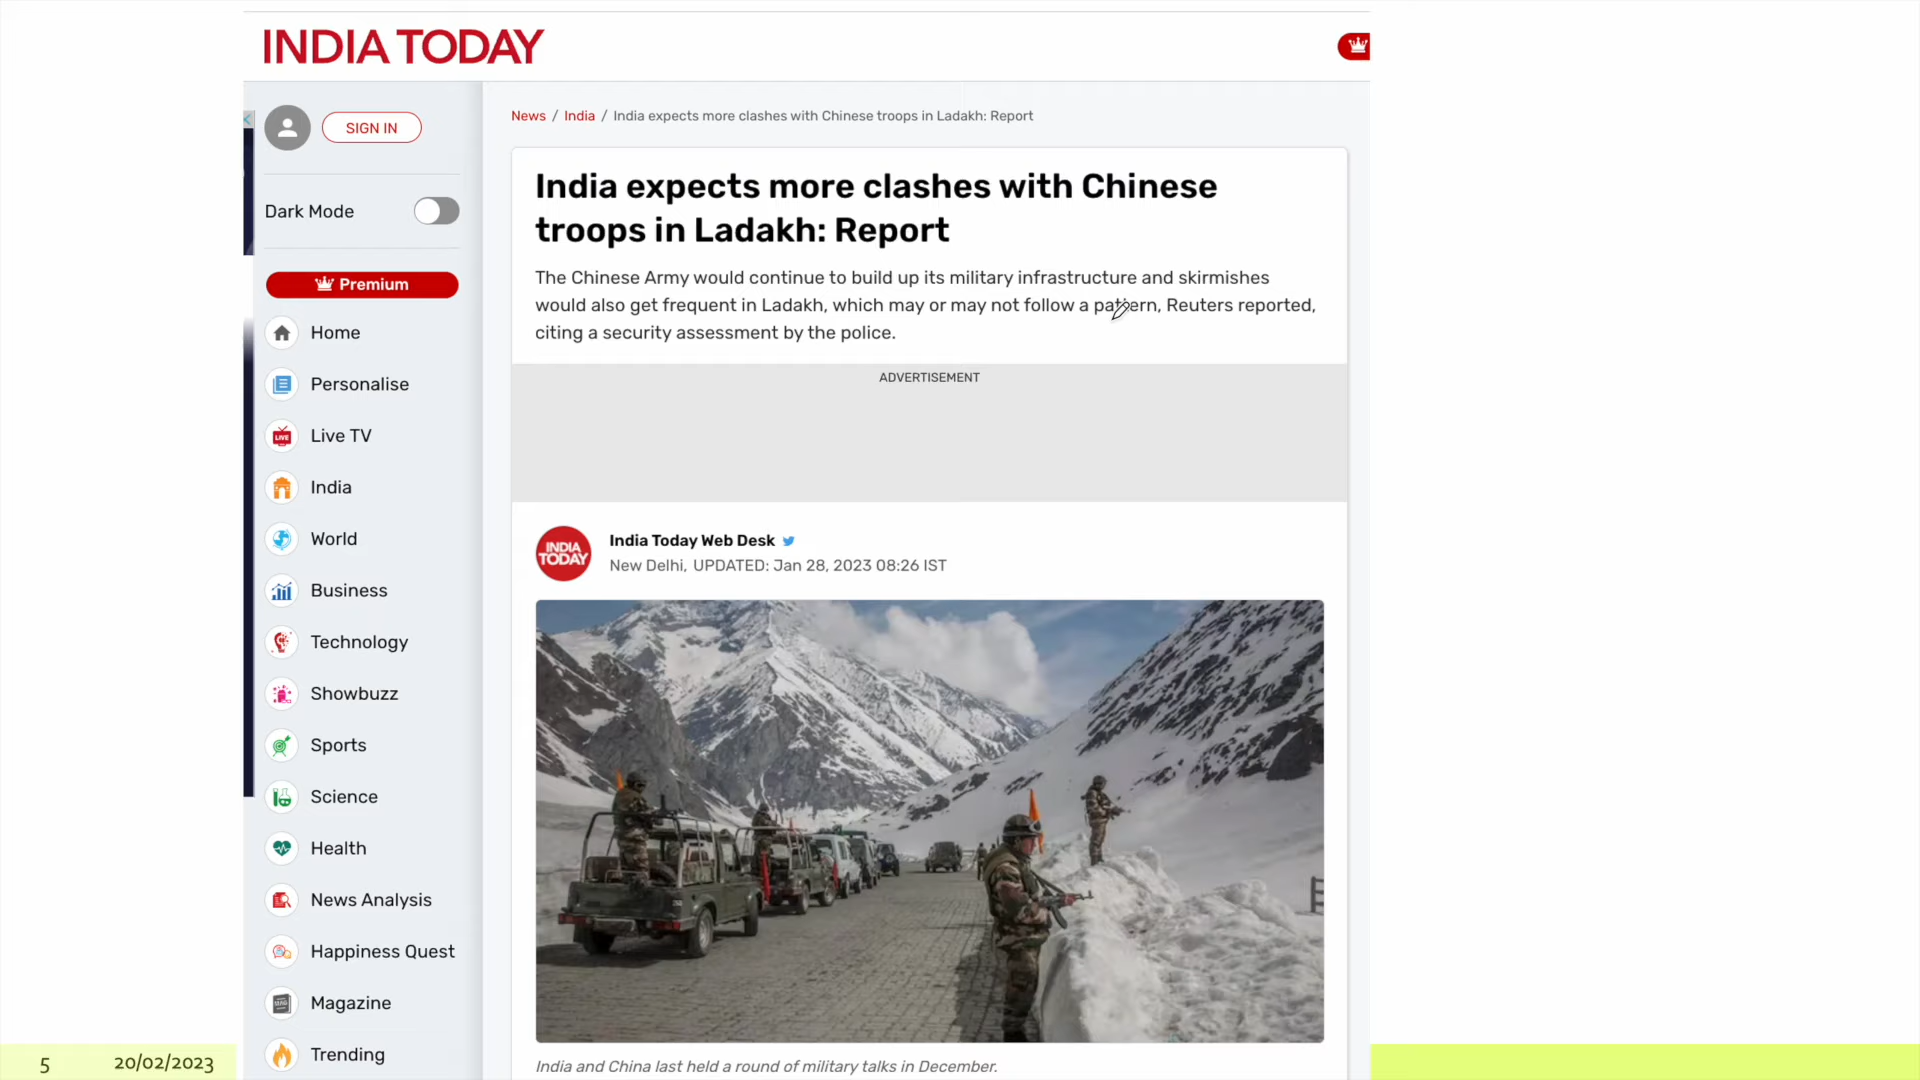 INDIA TODAY
SIGN IN
Dark Mode
Premium
Home
Personalise
Live TV
India
World
Business
Technology
Showbuzz
Sports
Science
Health
News Analysis
Happiness Quest
Magazine
Trending
News / India / India expects more clashes with Chinese troops in Ladakh: Report
India expects more clashes with Chinese
troops in Ladakh: Report
The Chinese Army would continue to build up its military infrastructure and skirmishes
would also get frequent in Ladakh, which may or may not follow a pattern, Reuters reported,
citing a security assessment by the police.
ADVERTISEMENT
INDIA
TODAY
India Today Web Desk
New Delhi, UPDATED: Jan 28, 2023 08:26 IST
India and China last held a round of military talks in December.
5 20/02/2023